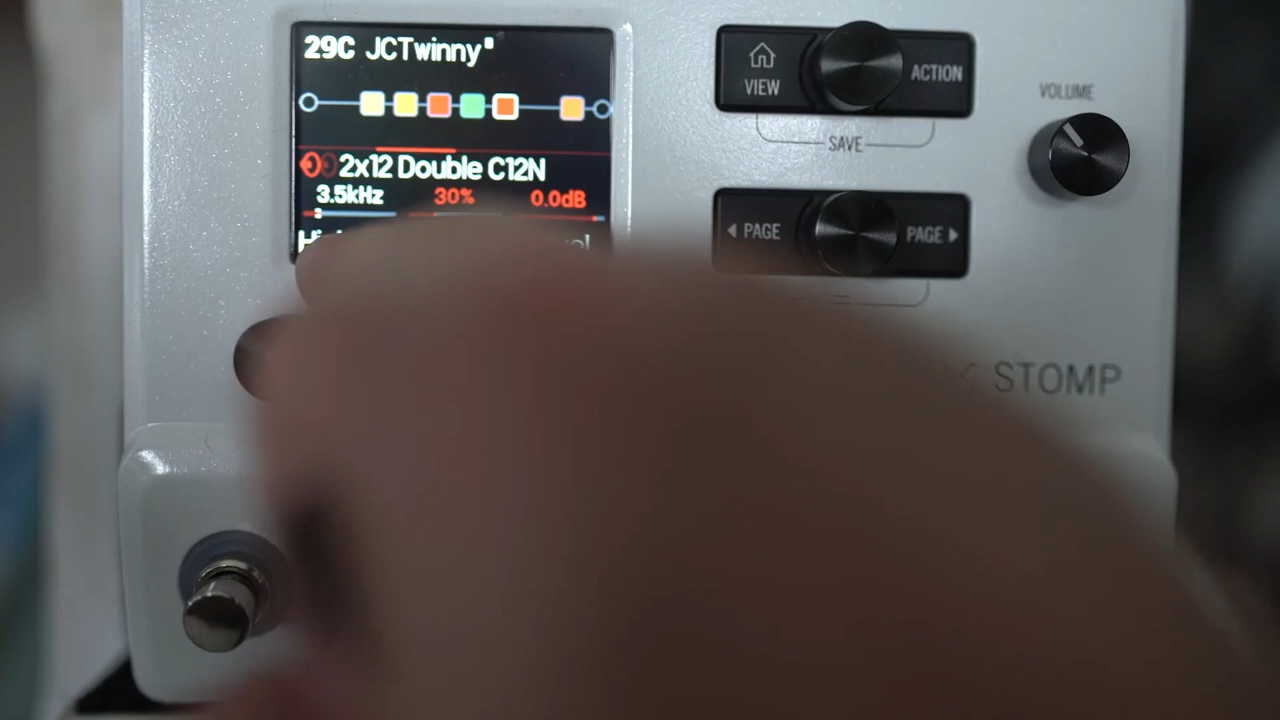 29C JCTwinny
VIEW
ACTION
SAVE
VOLUME
2x12 Double C12N
3.5kHz 30% 0.0dB
PAGE
PAGE
STOMP